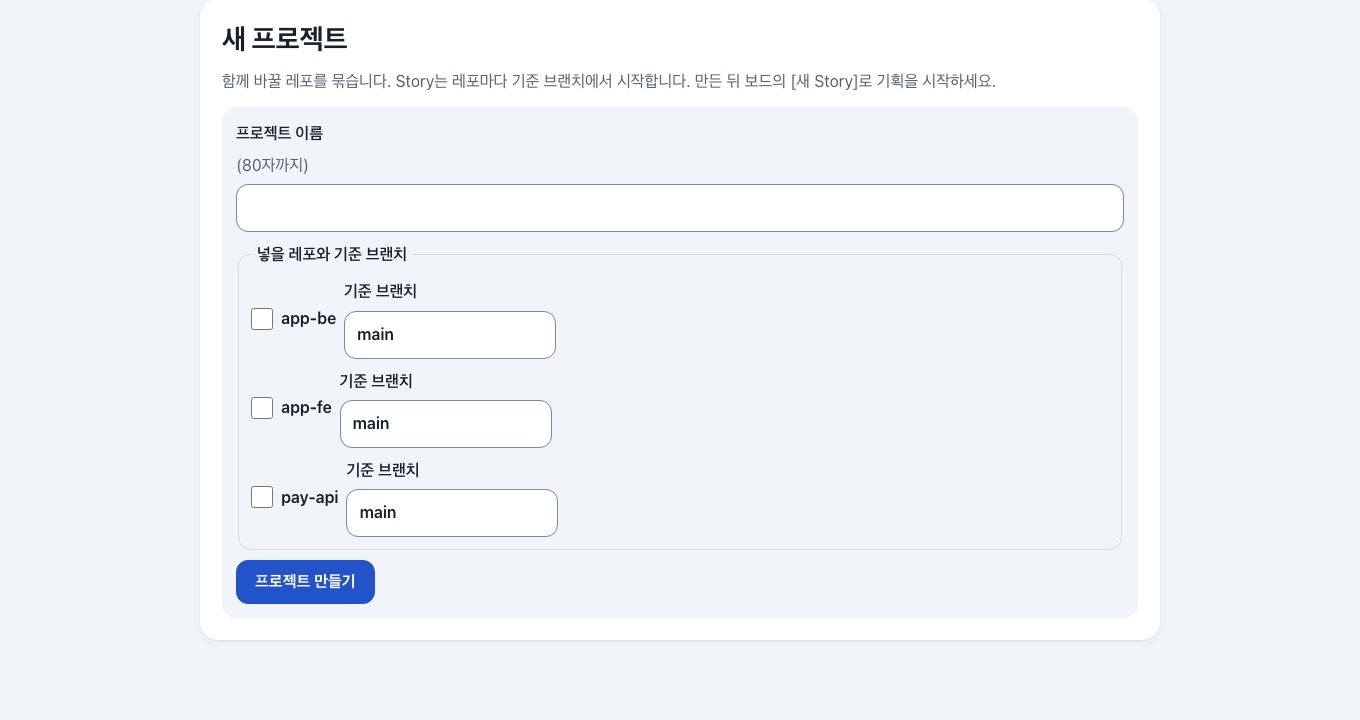 새 프로젝트
함께 바꿀 레포를 묶습니다. Story는 레포마다 기준 브랜치에서 시작합니다. 만든 뒤 보드의 [새 Story]로 기획을 시작하세요.
프로젝트 이름
(80자까지)
넣을 레포와 기준 브랜치
기준 브랜치
app-be
main
기준 브랜치
app-fe
main
기준 브랜치
pay-api
main
프로젝트 만들기